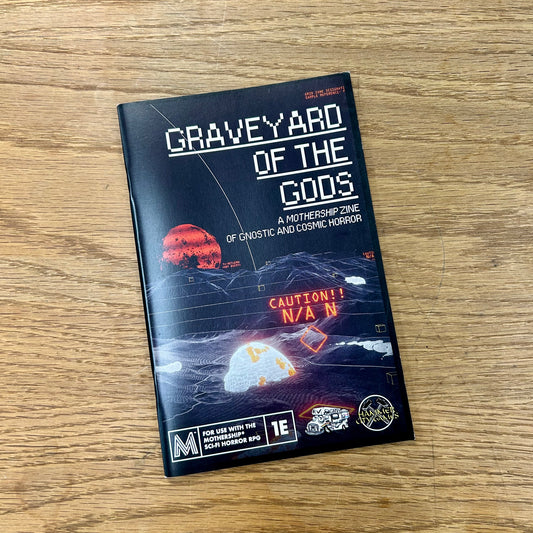 GRAVEYARD
OF THE
GODS
A MOTHERSHIP ZINE
OF GNOSTIC AND COSMIC HORROR
CAUTION!!
N/A N
M
FOR USE WITH THE
MOTHERSHIP®
SCI-FI HORROR RPG
1E